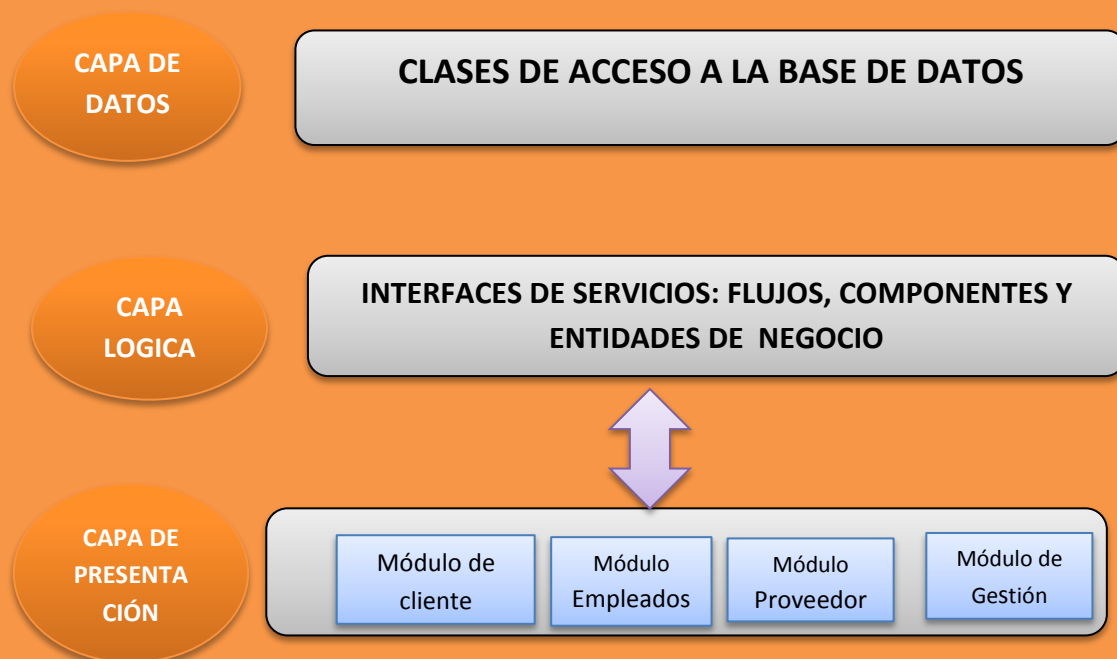 CAPA DE
DATOS
CLASES DE ACCESO A LA BASE DE DATOS
CAPA
LOGICA
INTERFACES DE SERVICIOS: FLUJOS, COMPONENTES Y
ENTIDADES DE NEGOCIO
CAPA DE
PRESENTA
CIÓN
Módulo de
cliente
Módulo
Empleados
Módulo
Proveedor
Módulo de
Gestión